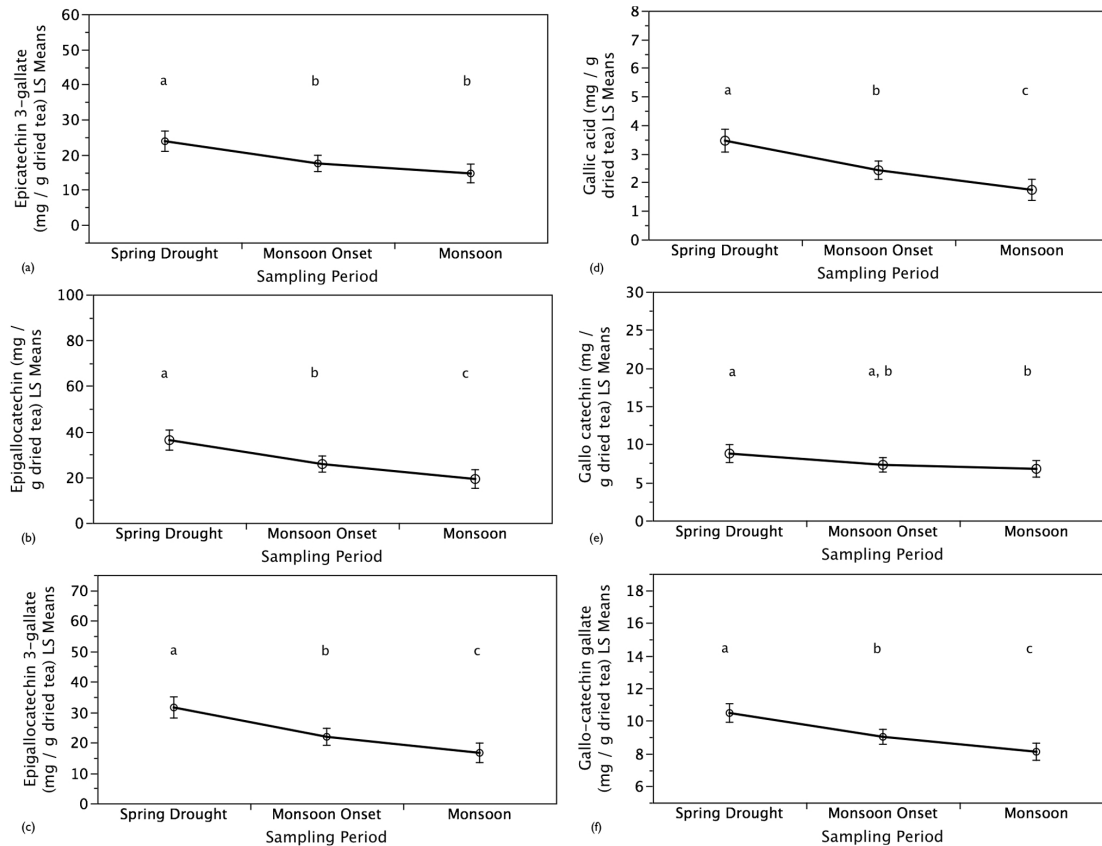 Epicatechin 3-gallate
(mg / g dried tea) LS Means
60
50
40
30
20
10
0
a
b
b
Spring Drought
Monsoon Onset
Monsoon
Sampling Period
(a)
Epigallocatechin (mg /
g dried tea) LS Means
100
80
60
40
20
0
a
b
c
Spring Drought
Monsoon Onset
Monsoon
Sampling Period
(b)
Epigallocatechin 3-gallate
(mg / g dried tea) LS Means
70
60
50
40
30
20
10
0
a
b
c
Spring Drought
Monsoon Onset
Monsoon
Sampling Period
(c)
Gallic acid (mg / g
dried tea) LS Means
8
7
6
5
4
3
2
1
0
a
b
c
Spring Drought
Monsoon Onset
Monsoon
Sampling Period
(d)
Gallo catechin (mg /
g dried tea) LS Means
30
25
20
15
10
5
0
a
a, b
b
Spring Drought
Monsoon Onset
Monsoon
Sampling Period
(e)
Gallo-catechin gallate
(mg / g dried tea) LS Means
18
16
14
12
10
8
6
a
b
c
Spring Drought
Monsoon Onset
Monsoon
Sampling Period
(f)